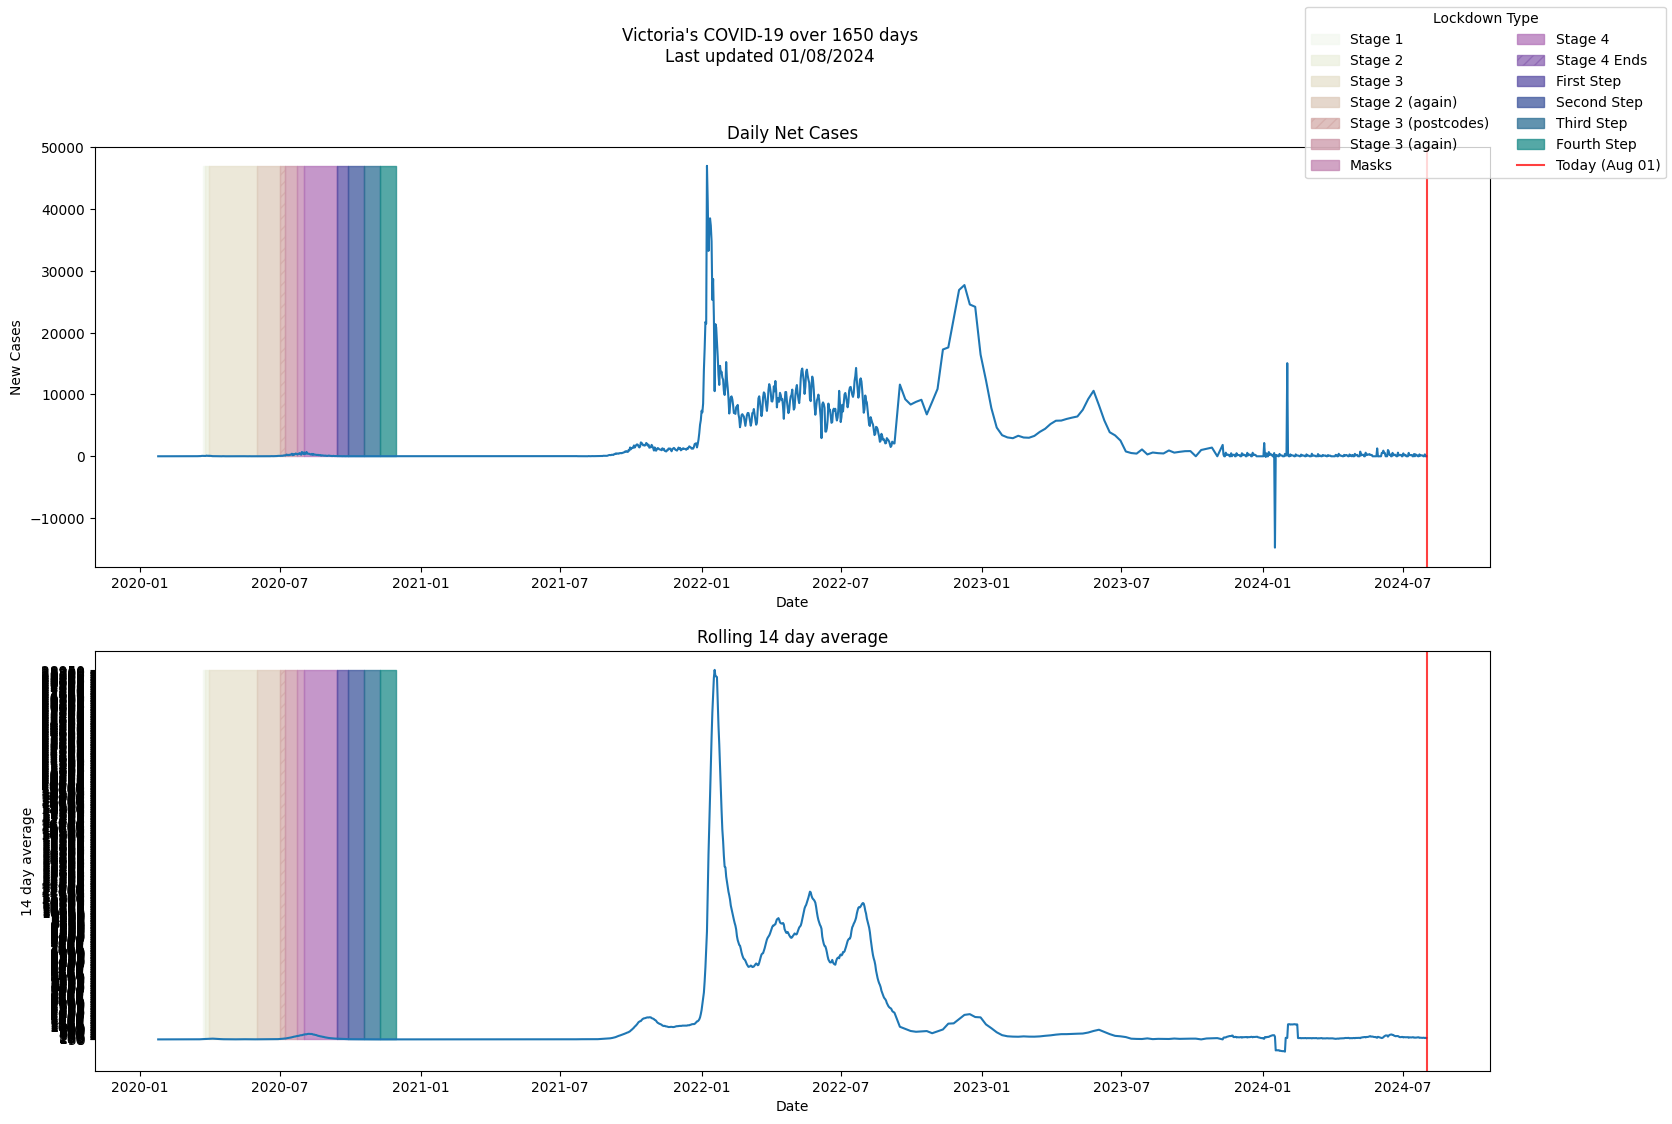 Victoria's COVID-19 over 1650 days
Last updated 01/08/2024
Lockdown Type
Stage 1
Stage 2
Stage 3
Stage 2 (again)
Stage 3 (postcodes)
Stage 3 (again)
Masks
Stage 4
Stage 4 Ends
First Step
Second Step
Third Step
Fourth Step
Today (Aug 01)
Daily Net Cases
New Cases
50000
40000
30000
20000
10000
0
−10000
2020-01 2020-07 2021-01 2021-07 2022-01 2022-07 2023-01 2023-07 2024-01 2024-07
Date
Rolling 14 day average
14 day average
2020-01 2020-07 2021-01 2021-07 2022-01 2022-07 2023-01 2023-07 2024-01 2024-07
Date